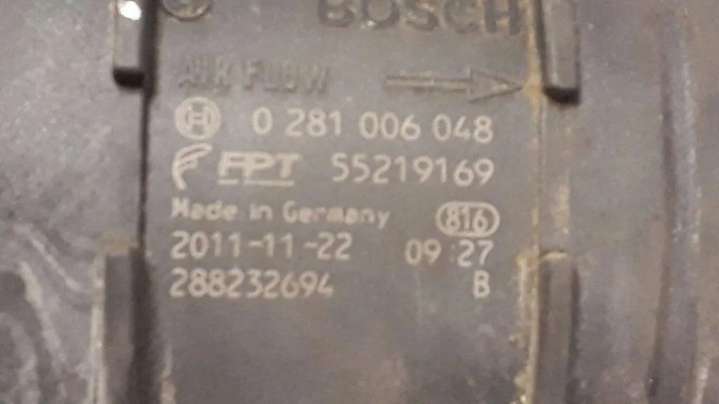 BOSCH
AIR FLOW
0 281 006 048
FPT 55219169
Made in Germany 816
2011-11-22 09:27
288232694 B